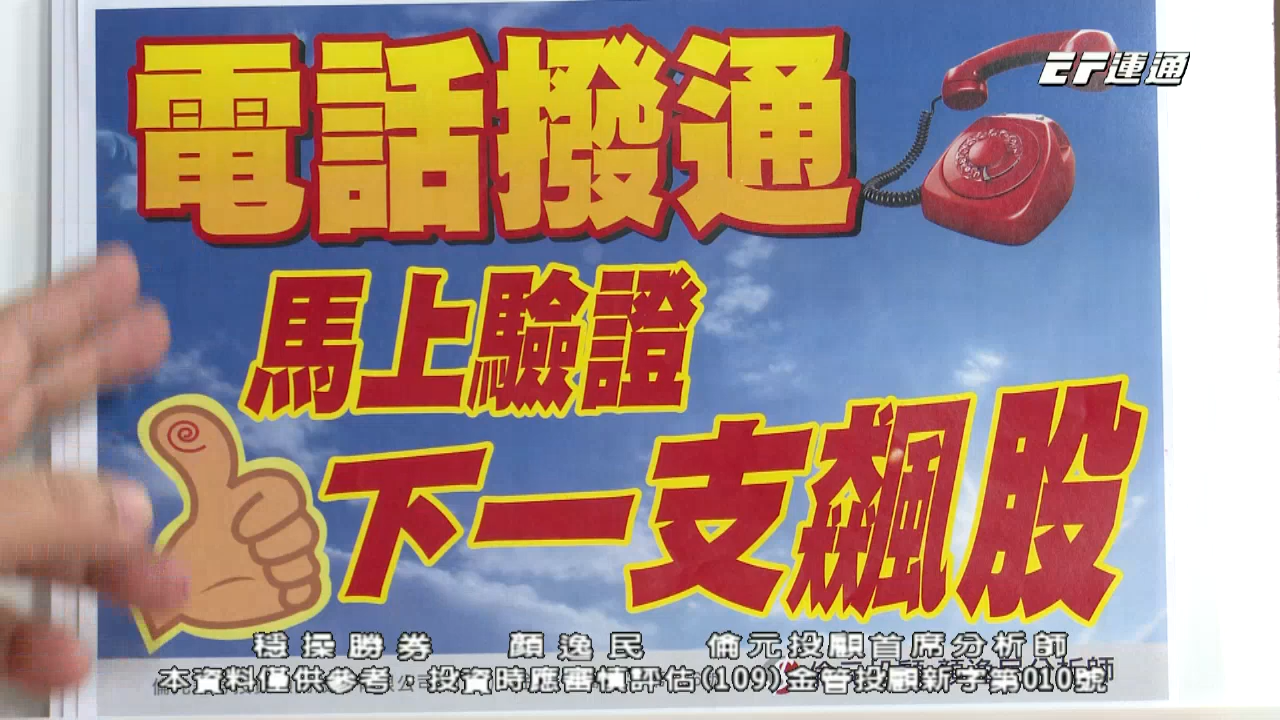 EF運通
電話撥通
馬上驗證
下一支飆股
穩操勝券 顏逸民 倫元投顧首席分析師
本資料僅供參考，投資時應審慎評估(109)金管投顧新字第010號